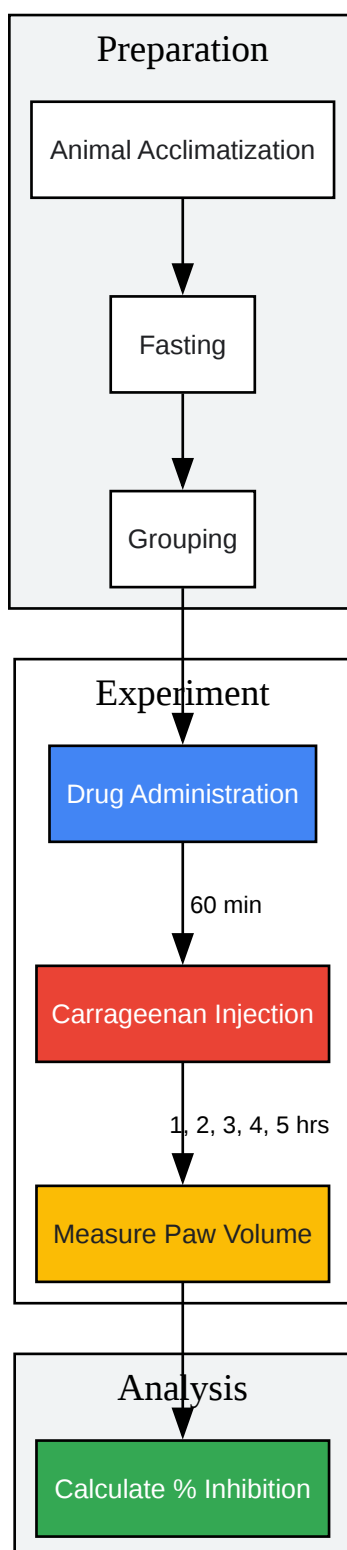 Preparation
Animal Acclimatization
Fasting
Grouping
Experiment
Drug Administration
60 min
Carrageenan Injection
1, 2, 3, 4, 5 hrs
Measure Paw Volume
Analysis
Calculate % Inhibition